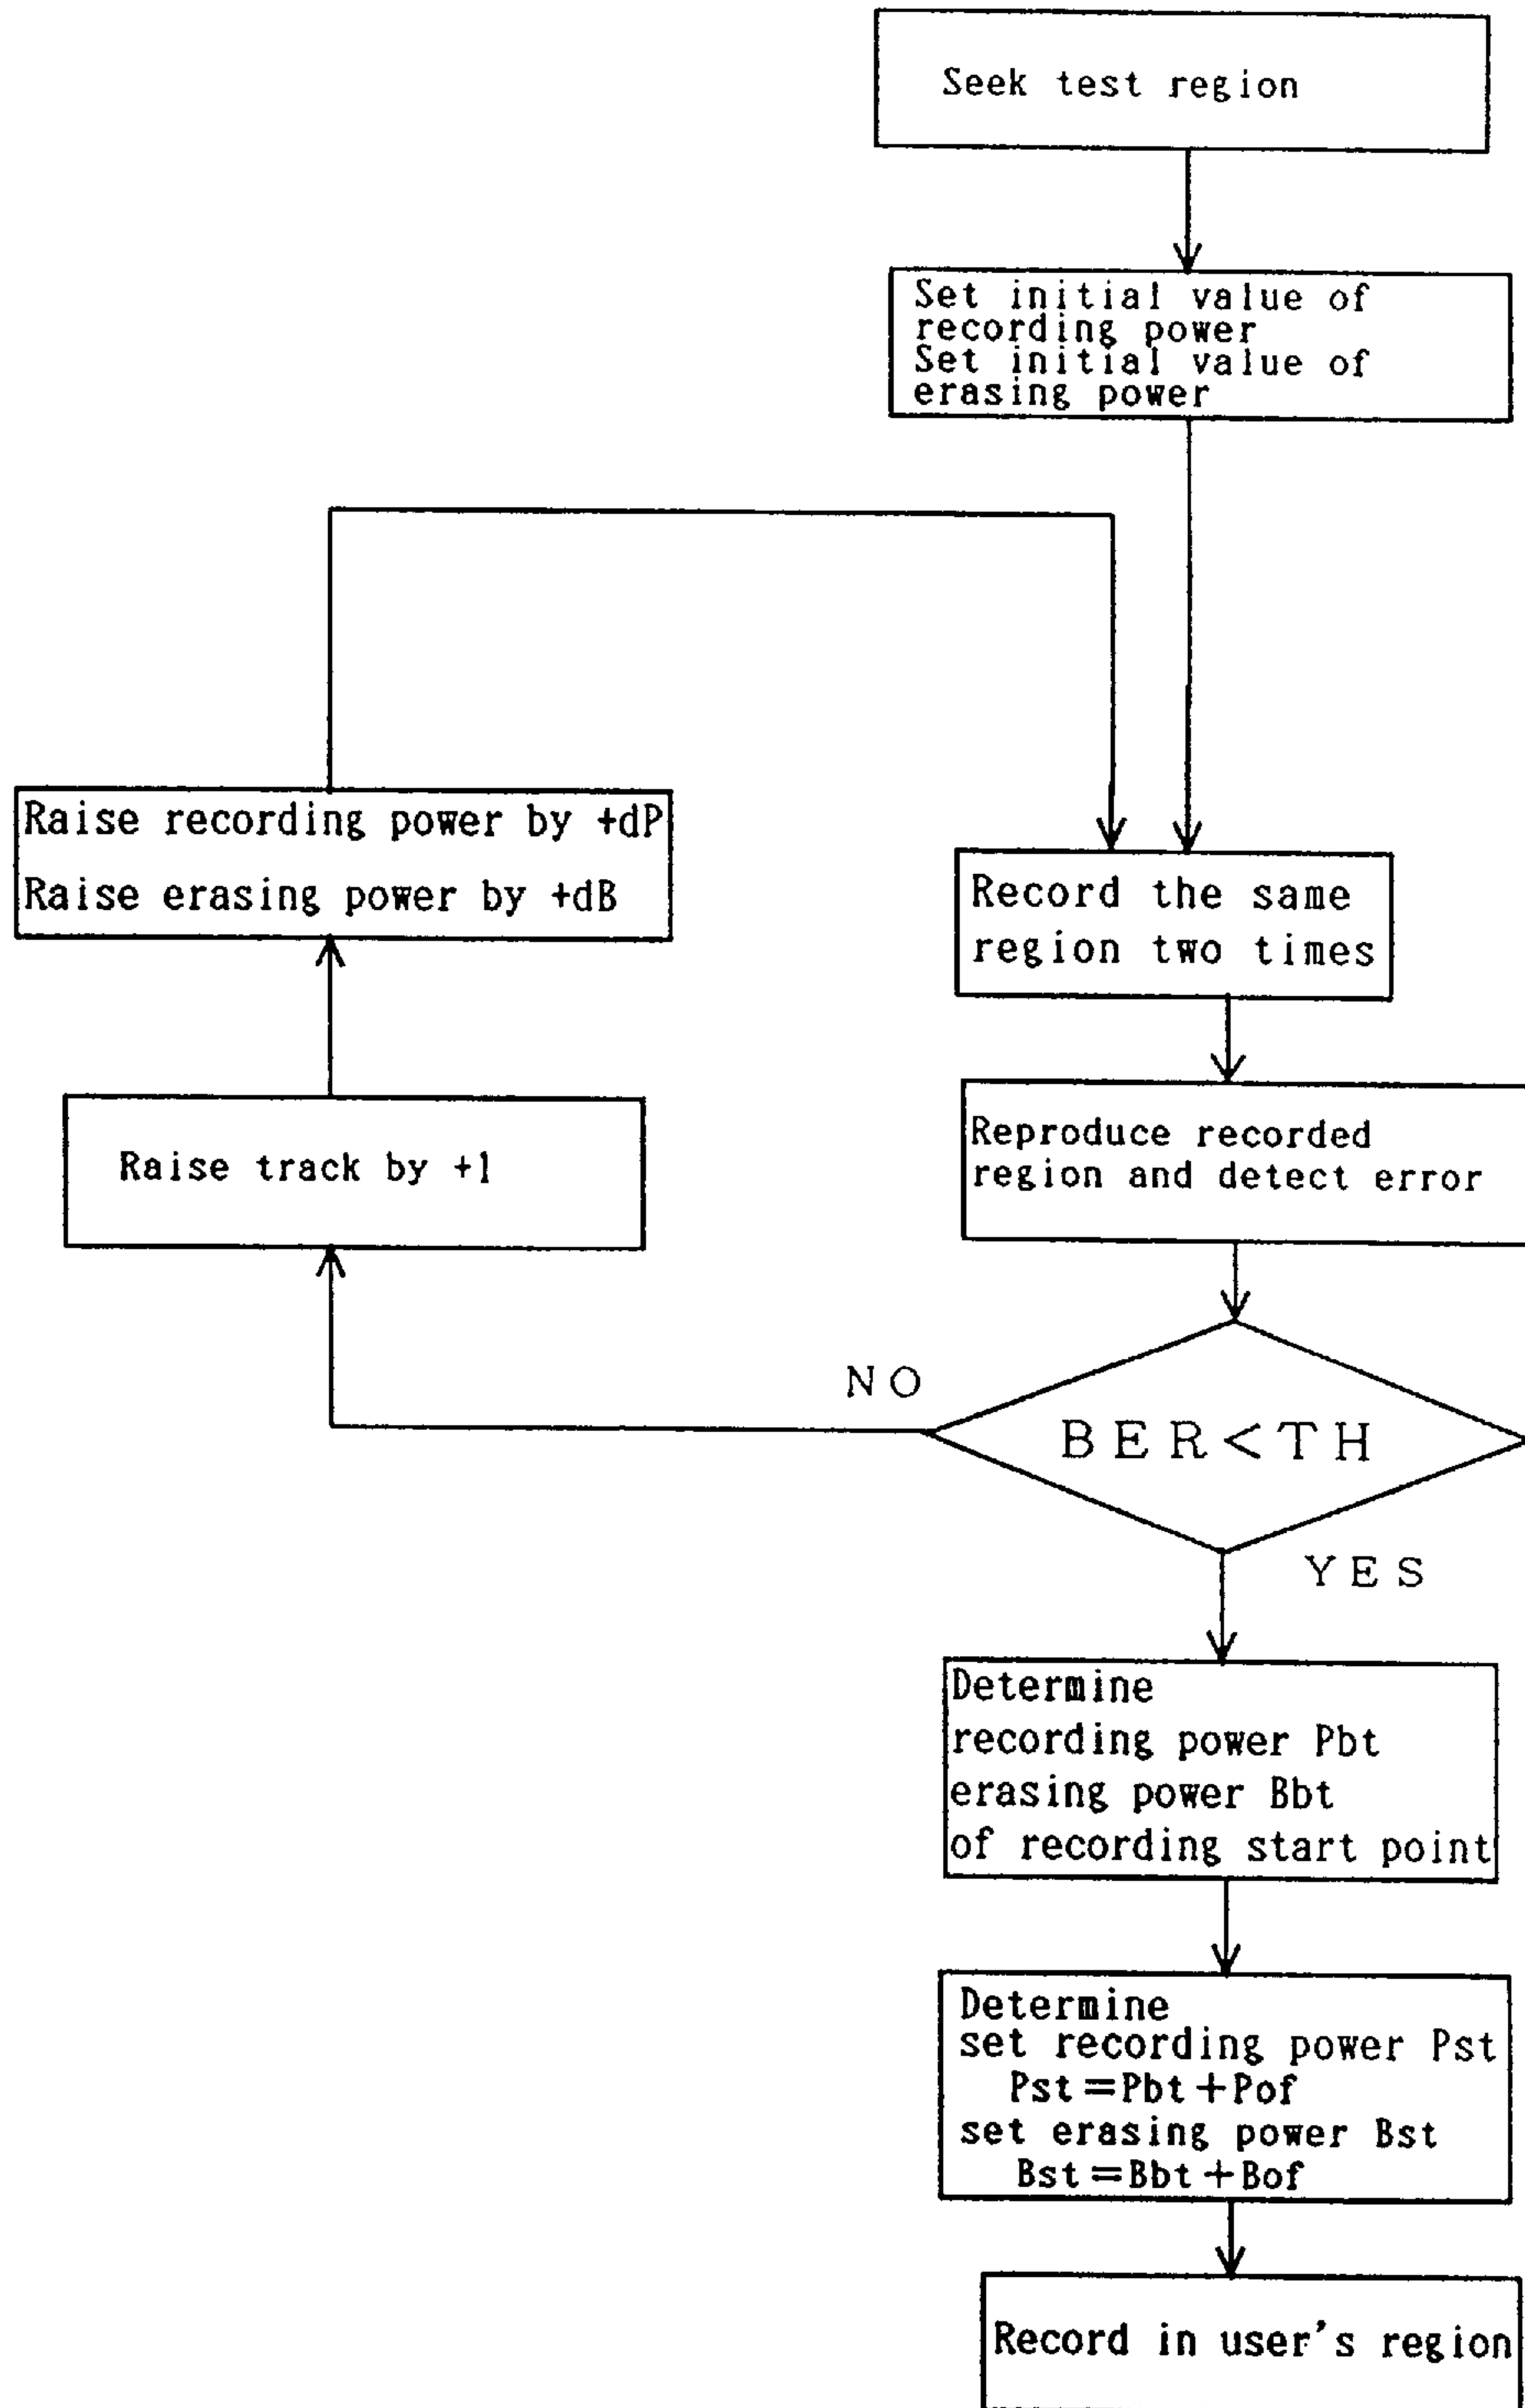 Seek test region
Set initial value of
recording power
Set initial value of
erasing power
Raise recording power by +dP
Raise erasing power by +dB
Record the same
region two times
Raise track by +1
Reproduce recorded
region and detect error
NO
BER<TH
YES
Determine
recording power Pbt
erasing power Bbt
of recording start point
Determine
set recording power Pst
Pst=Pbt+Pof
set erasing power Bst
Bst=Bbt+Bof
Record in user's region